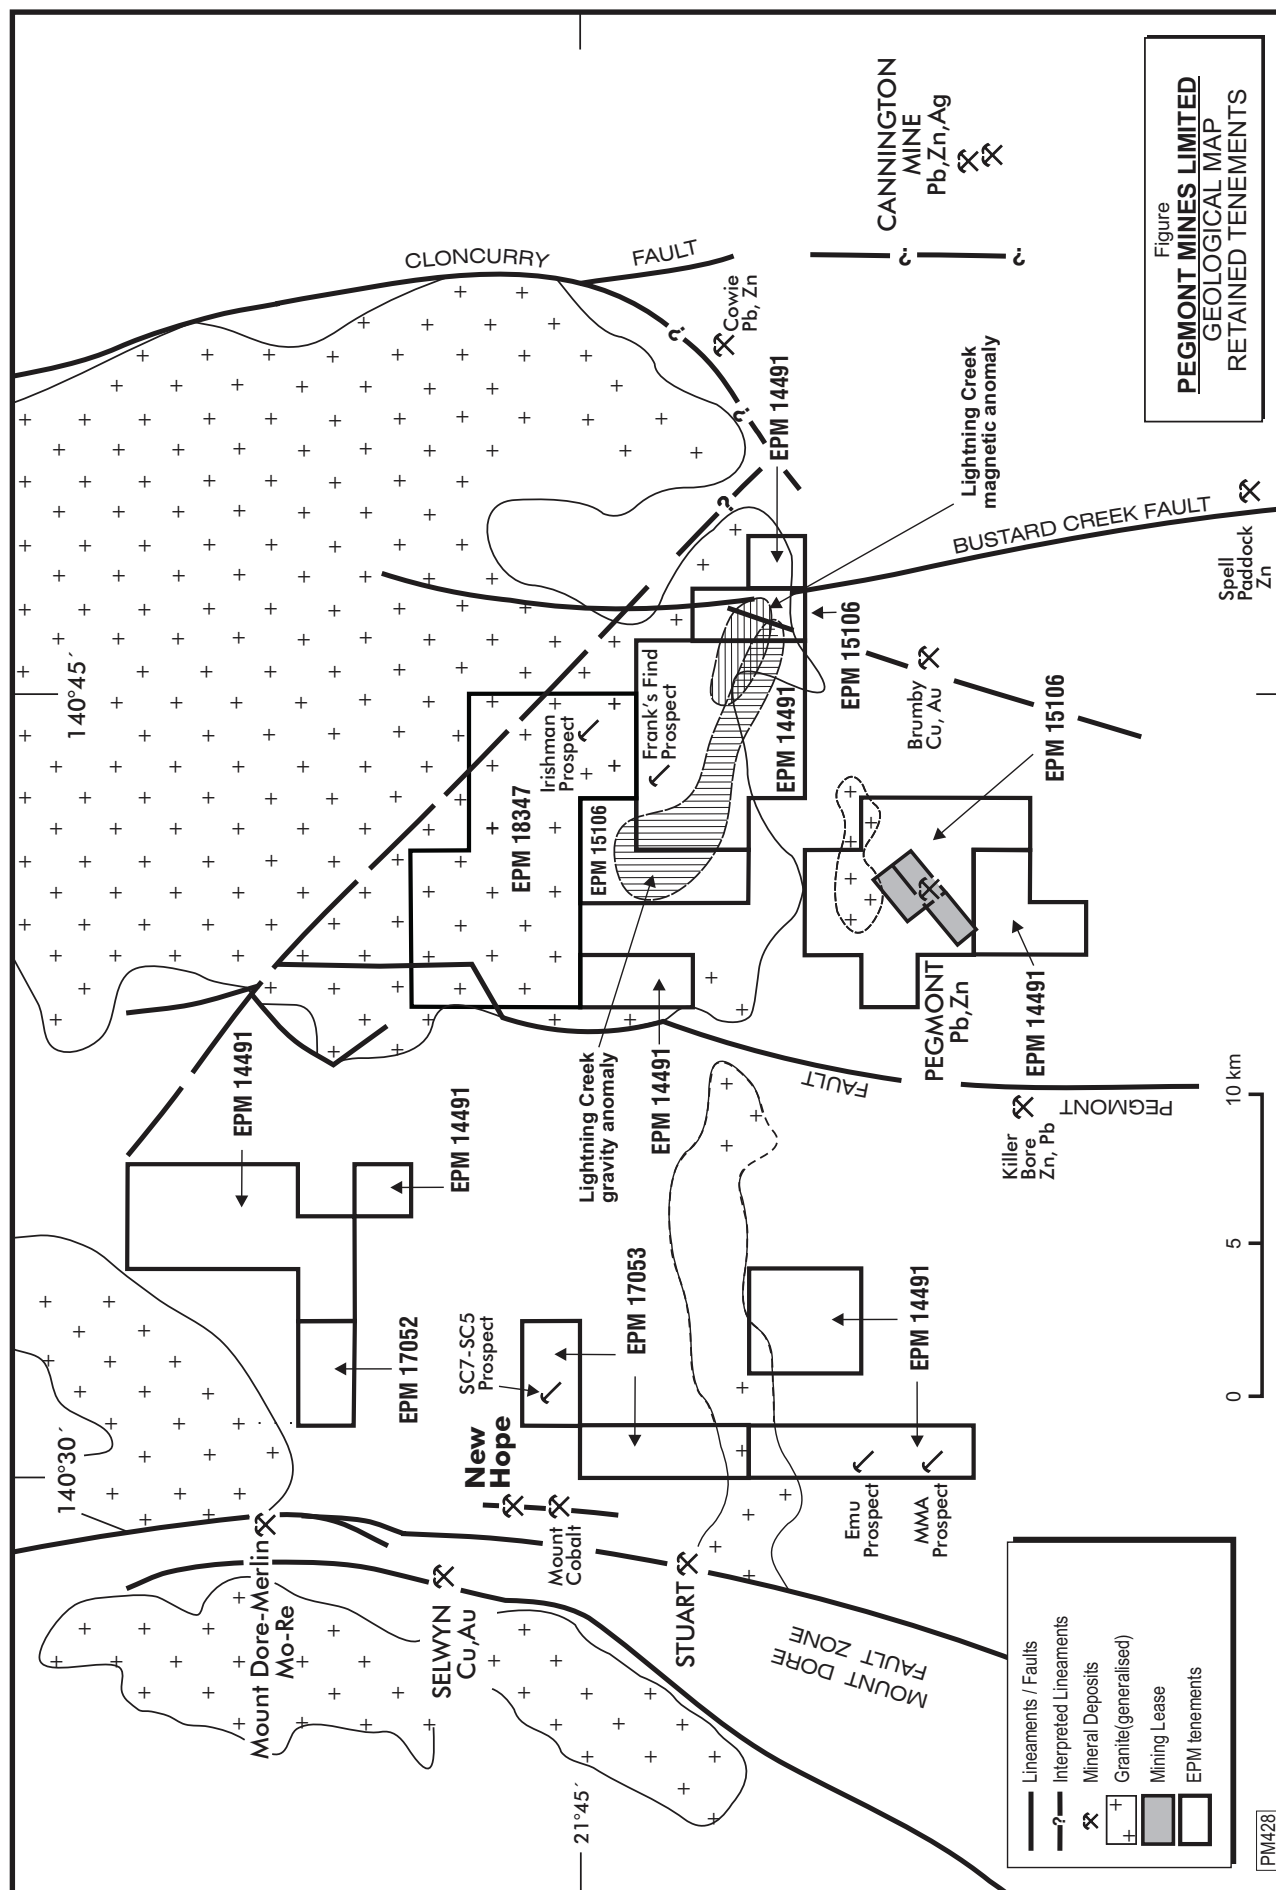 140°30´
140°45´
21°45´
Mount Dore-Merlin
Mo-Re
SELWYN
Cu,Au
New
Hope
Mount
Cobalt
STUART
MOUNT DORE
FAULT ZONE
EPM 17052
EPM 14491
EPM 14491
SC7-SC5
Prospect
EPM 17053
Emu
Prospect
MMA
Prospect
EPM 14491
Lightning Creek
gravity anomaly
EPM 14491
FAULT
PEGMONT
Killer
Bore
Zn, Pb
PEGMONT
Pb,Zn
EPM 14491
EPM 18347
Irishman
Prospect
EPM 15106
Frank's Find
Prospect
EPM 14491
EPM 15106
EPM 15106
Brumby
Cu, Au
EPM 14491
Lightning Creek
magnetic anomaly
BUSTARD CREEK FAULT
Spell
Paddock
Zn
CLONCURRY
FAULT
Cowie
Pb, Zn
?
?
?
?
?
CANNINGTON
MINE
Pb,Zn,Ag
0
5
10 km
Lineaments / Faults
?
Interpreted Lineaments
Mineral Deposits
Granite(generalised)
Mining Lease
EPM tenements
Figure
PEGMONT MINES LIMITED
GEOLOGICAL MAP
RETAINED TENEMENTS
PM428